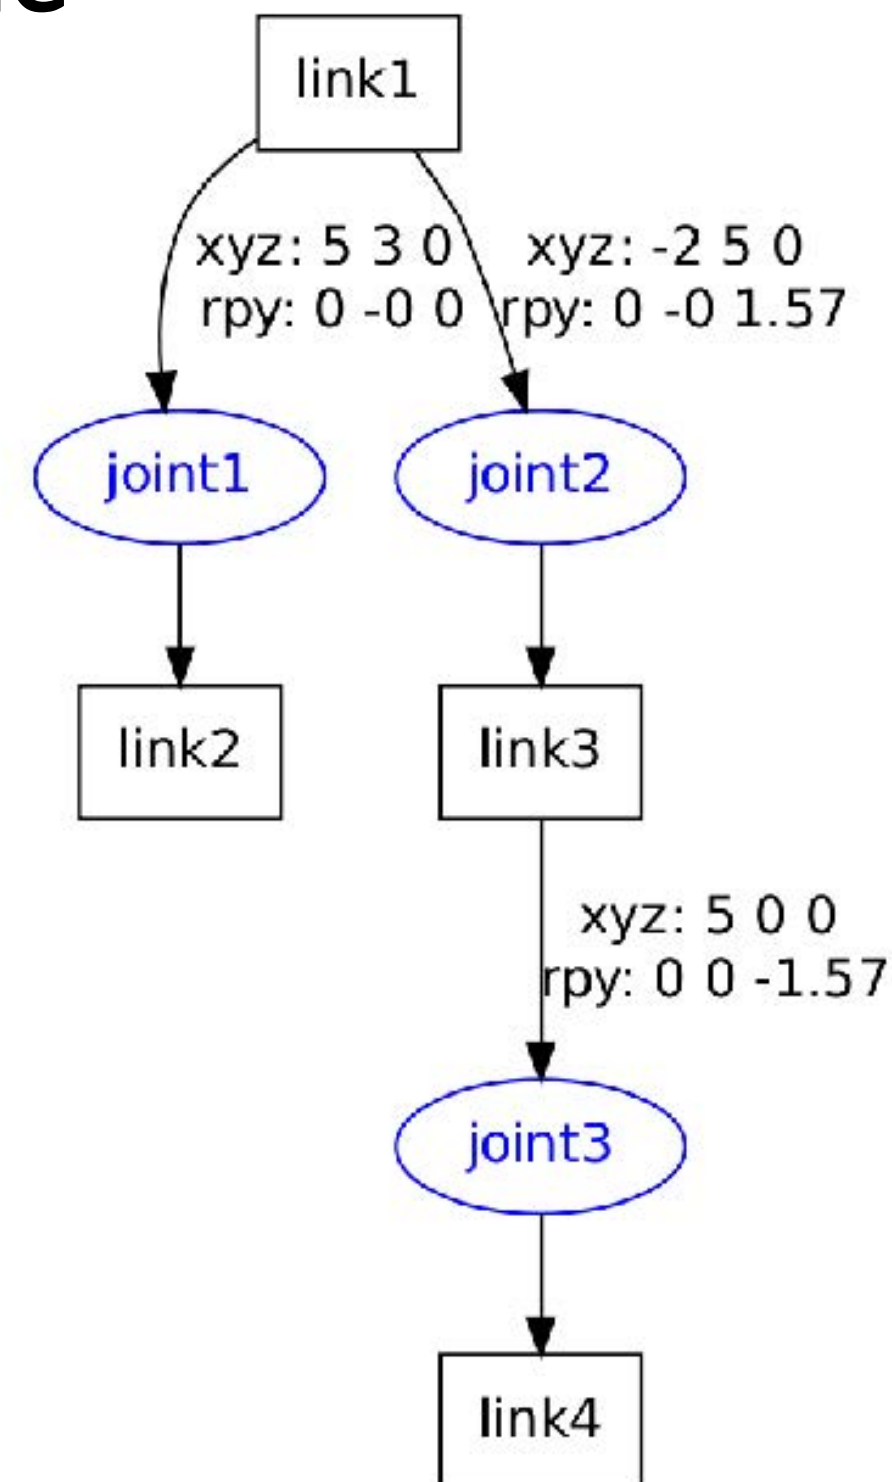 link1
xyz: 5 3 0
rpy: 0 -0 0
xyz: -2 5 0
rpy: 0 -0 1.57
joint1
joint2
link2
link3
xyz: 5 0 0
rpy: 0 0 -1.57
joint3
link4